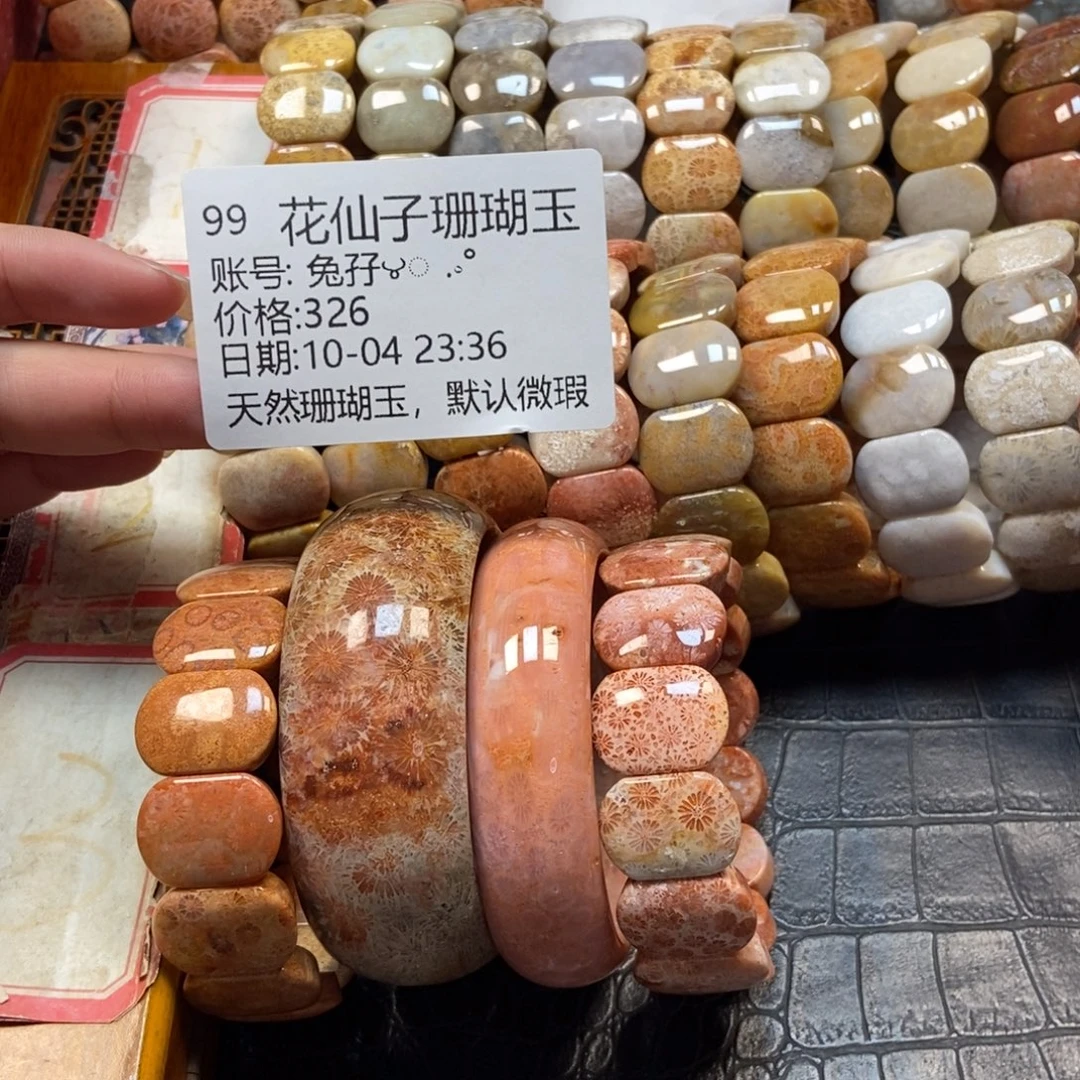 99 花仙子珊瑚玉
账号: 兔孖ꕤ◌ .ₒ°
价格:326
日期:10-04 23:36
天然珊瑚玉，默认微瑕